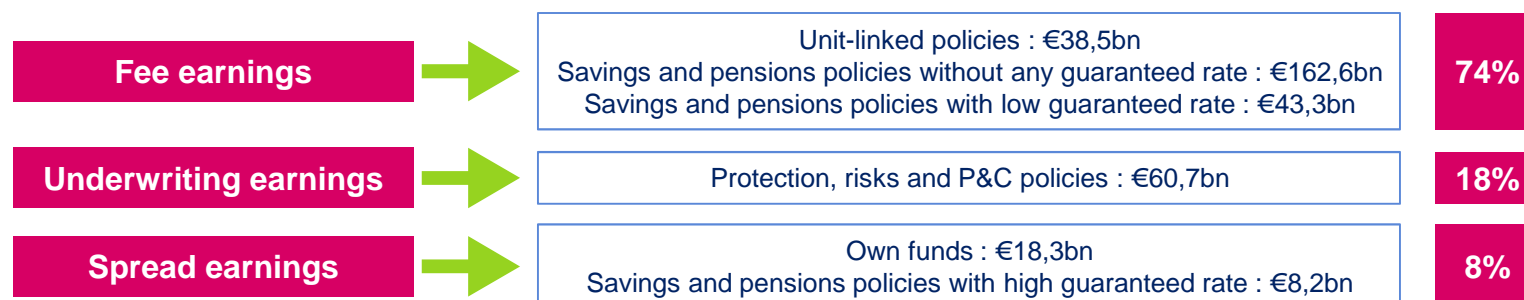 Fee earnings
Unit-linked policies : €38,5bn
Savings and pensions policies without any guaranteed rate : €162,6bn
Savings and pensions policies with low guaranteed rate : €43,3bn
74%
Underwriting earnings
Protection, risks and P&C policies : €60,7bn
18%
Spread earnings
Own funds : €18,3bn
Savings and pensions policies with high guaranteed rate : €8,2bn
8%